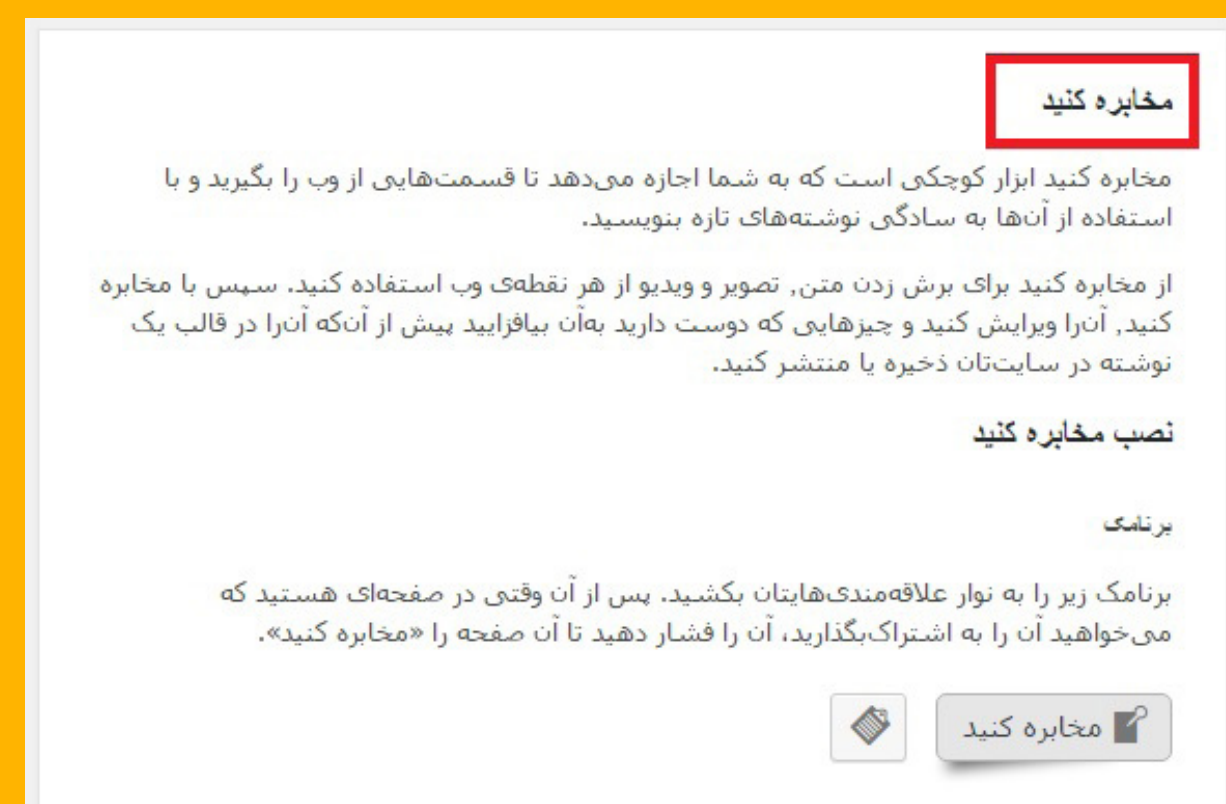 مخابره کنید
مخابره کنید ابزار کوچکی است که به شما اجازه می‌دهد تا قسمت‌هایی از وب را بگیرید و با
استفاده از آن‌ها به سادگی نوشته‌های تازه بنویسید.
از مخابره کنید برای برش زدن متن, تصویر و ویدیو از هر نقطه‌ی وب استفاده کنید. سپس با مخابره
کنید, آن‌را ویرایش کنید و چیزهایی که دوست دارید به‌آن بیافزایید پیش از آن‌که آن‌را در قالب یک
نوشته در سایت‌تان ذخیره یا منتشر کنید.
نصب مخابره کنید
برنامک
برنامک زیر را به نوار علاقه‌مندی‌هایتان بکشید. پس از آن وقتی در صفحه‌ای هستید که
می‌خواهید آن را به اشتراک‌بگذارید، آن را فشار دهید تا آن صفحه را «مخابره کنید».
مخابره کنید